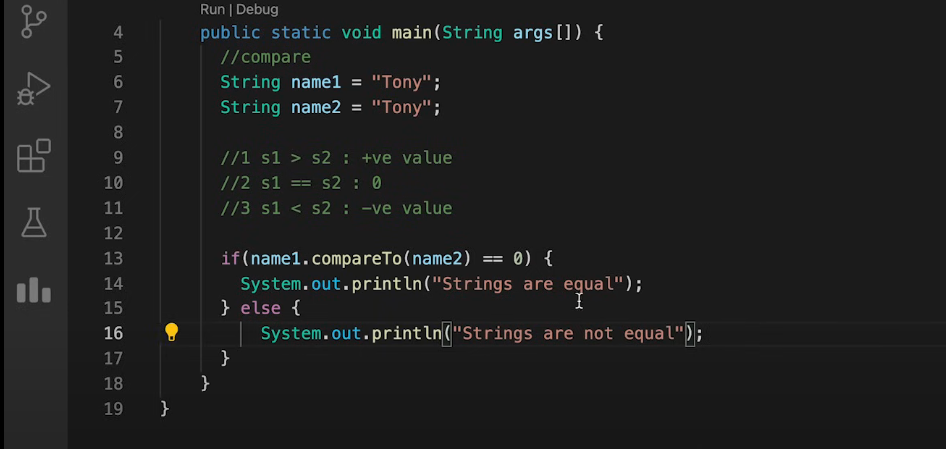 Run | Debug
4 public static void main(String args[]) {
5 //compare
6 String name1 = "Tony";
7 String name2 = "Tony";
8
9 //1 s1 > s2 : +ve value
10 //2 s1 == s2 : 0
11 //3 s1 < s2 : -ve value
12
13 if(name1.compareTo(name2) == 0) {
14 System.out.println("Strings are equal");
15 } else {
16 System.out.println("Strings are not equal");
17 }
18 }
19 }